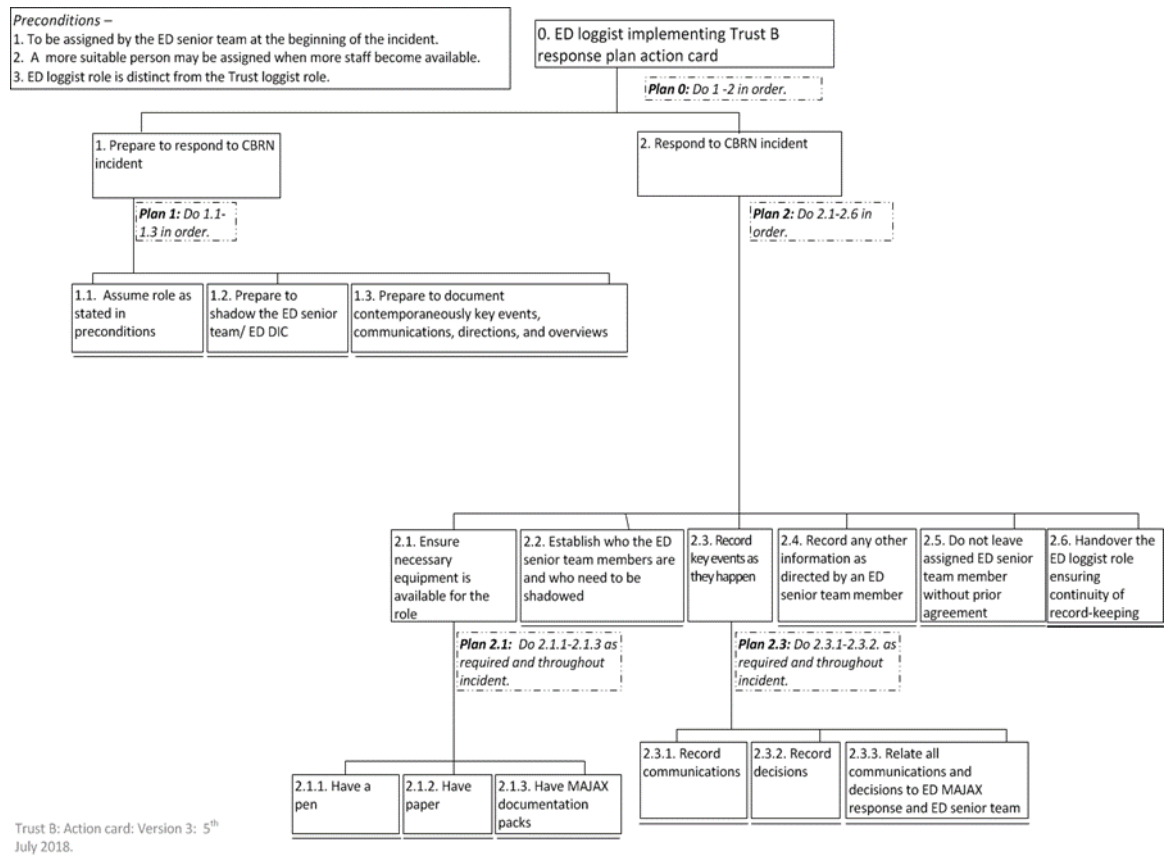 Preconditions –
1. To be assigned by the ED senior team at the beginning of the incident.
2. A more suitable person may be assigned when more staff become available.
3. ED loggist role is distinct from the Trust loggist role.
0. ED loggist implementing Trust B
response plan action card
Plan 0: Do 1 -2 in order.
1. Prepare to respond to CBRN
incident
2. Respond to CBRN incident
Plan 1: Do 1.1-
1.3 in order.
Plan 2: Do 2.1-2.6 in
order.
1.1. Assume role as
stated in
preconditions
1.2. Prepare to
shadow the ED senior
team/ ED DIC
1.3. Prepare to document
contemporaneously key events,
communications, directions, and overviews
2.1. Ensure
necessary
equipment is
available for the
role
2.2. Establish who the ED
senior team members are
and who need to be
shadowed
2.3. Record
key events as
they happen
2.4. Record any other
information as
directed by an ED
senior team member
2.5. Do not leave
assigned ED senior
team member
without prior
agreement
2.6. Handover the
ED loggist role
ensuring
continuity of
record-keeping
Plan 2.1: Do 2.1.1-2.1.3 as
required and throughout
incident.
Plan 2.3: Do 2.3.1-2.3.2. as
required and throughout
incident.
2.1.1. Have a
pen
2.1.2. Have
paper
2.1.3. Have MAJAX
documentation
packs
2.3.1. Record
communications
2.3.2. Record
decisions
2.3.3. Relate all
communications and
decisions to ED MAJAX
response and ED senior team
Trust B: Action card: Version 3: 5th
July 2018.